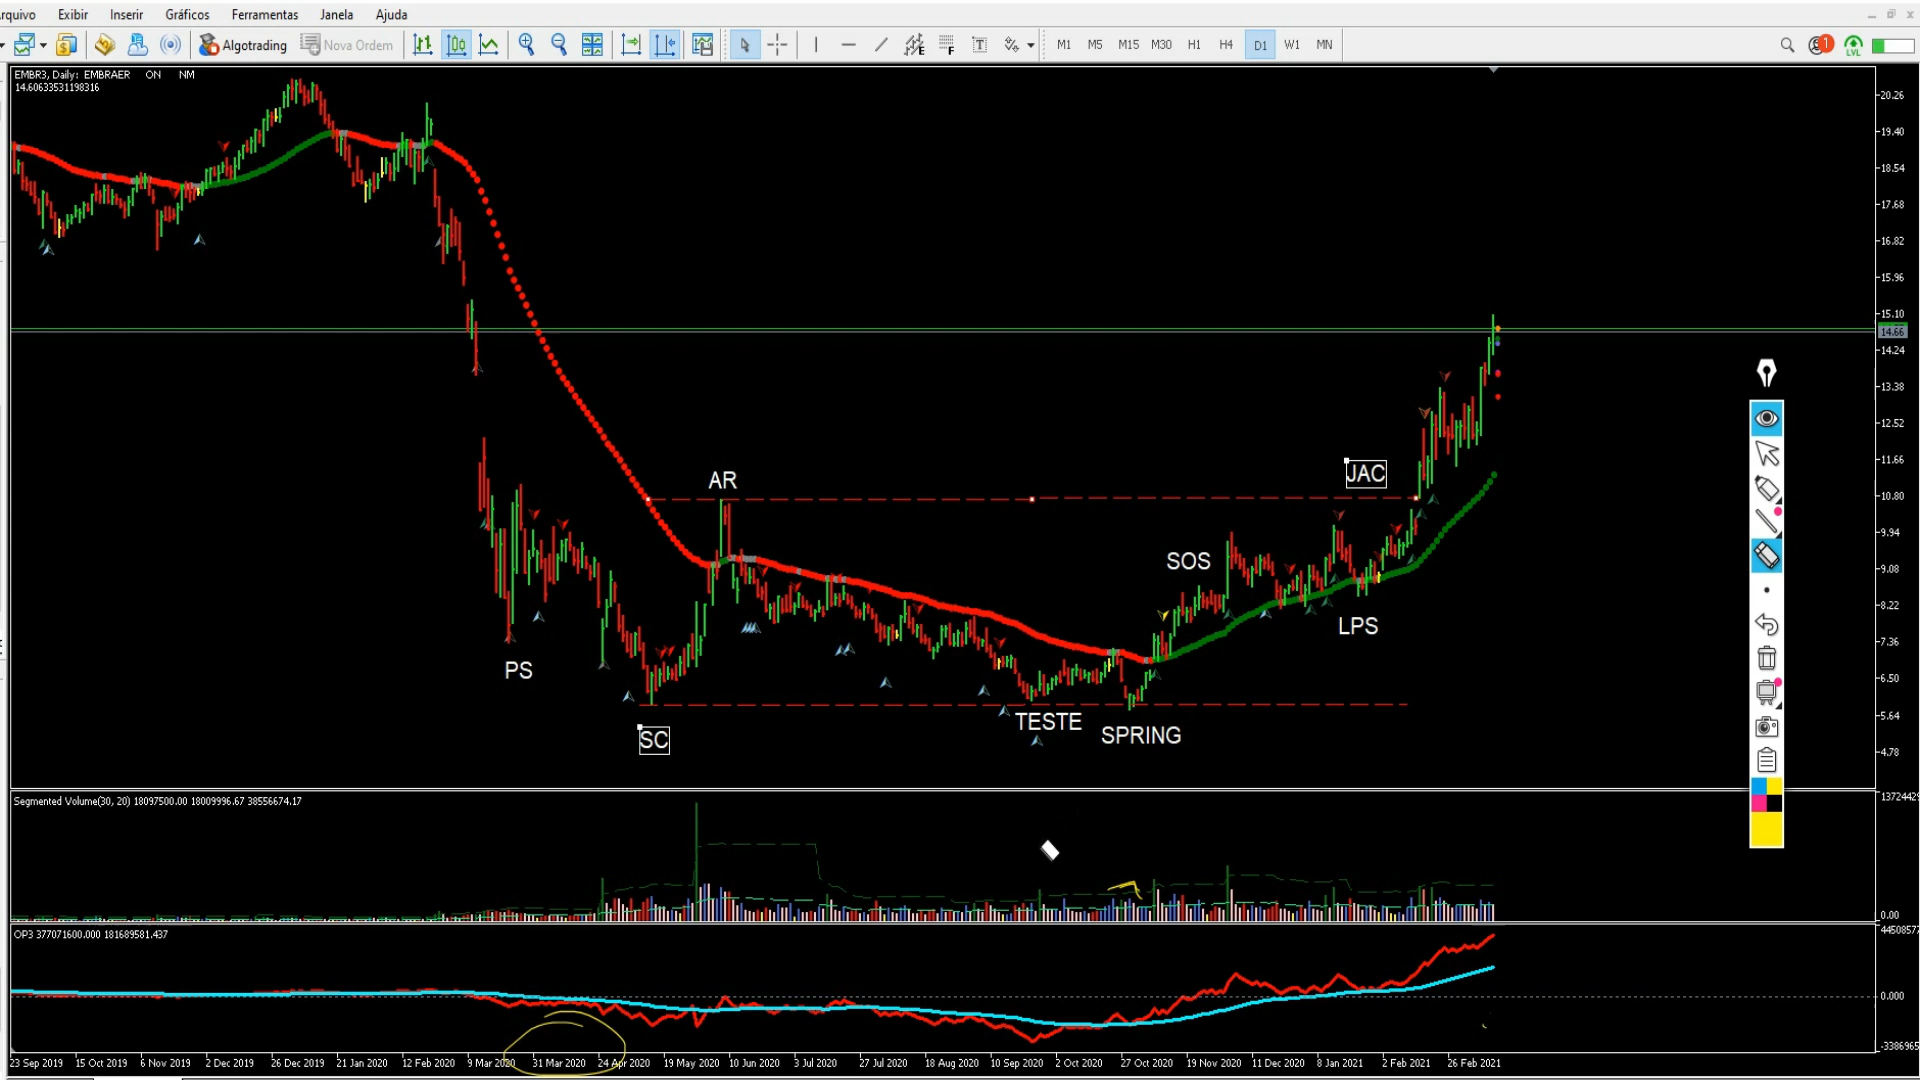 Arquivo Exibir Inserir Gráficos Ferramentas Janela Ajuda
Algotrading Nova Ordem M1 M5 M15 M30 H1 H4 D1 W1 MN 1 LVL
EMBR3, Daily: EMBRAER ON NM
14.60633531198316
20.26
19.40
18.54
17.68
16.82
15.96
15.10
14.66
14.24
13.38
12.52
11.66
10.80
9.94
9.08
8.22
7.36
6.50
5.64
4.78
AR
JAC
SOS
LPS
PS
SC
TESTE
SPRING
Segmented Volume(30, 20) 18097500.00 18009996.67 38556674.17
13724429
0.00
OP3 377071600.000 181689581.437
44508577
0.000
-3386965
23 Sep 2019 15 Oct 2019 6 Nov 2019 2 Dec 2019 26 Dec 2019 21 Jan 2020 12 Feb 2020 9 Mar 2020 31 Mar 2020 24 Apr 2020 19 May 2020 10 Jun 2020 3 Jul 2020 27 Jul 2020 18 Aug 2020 10 Sep 2020 2 Oct 2020 27 Oct 2020 19 Nov 2020 11 Dec 2020 8 Jan 2021 2 Feb 2021 26 Feb 2021